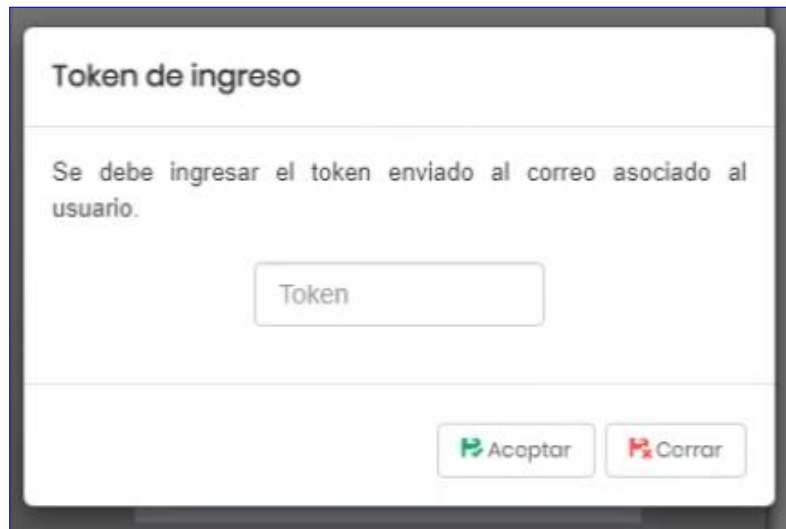 Token de ingreso
Se debe ingresar el token enviado al correo asociado al
usuario.
Token
Aceptar
Cerrar